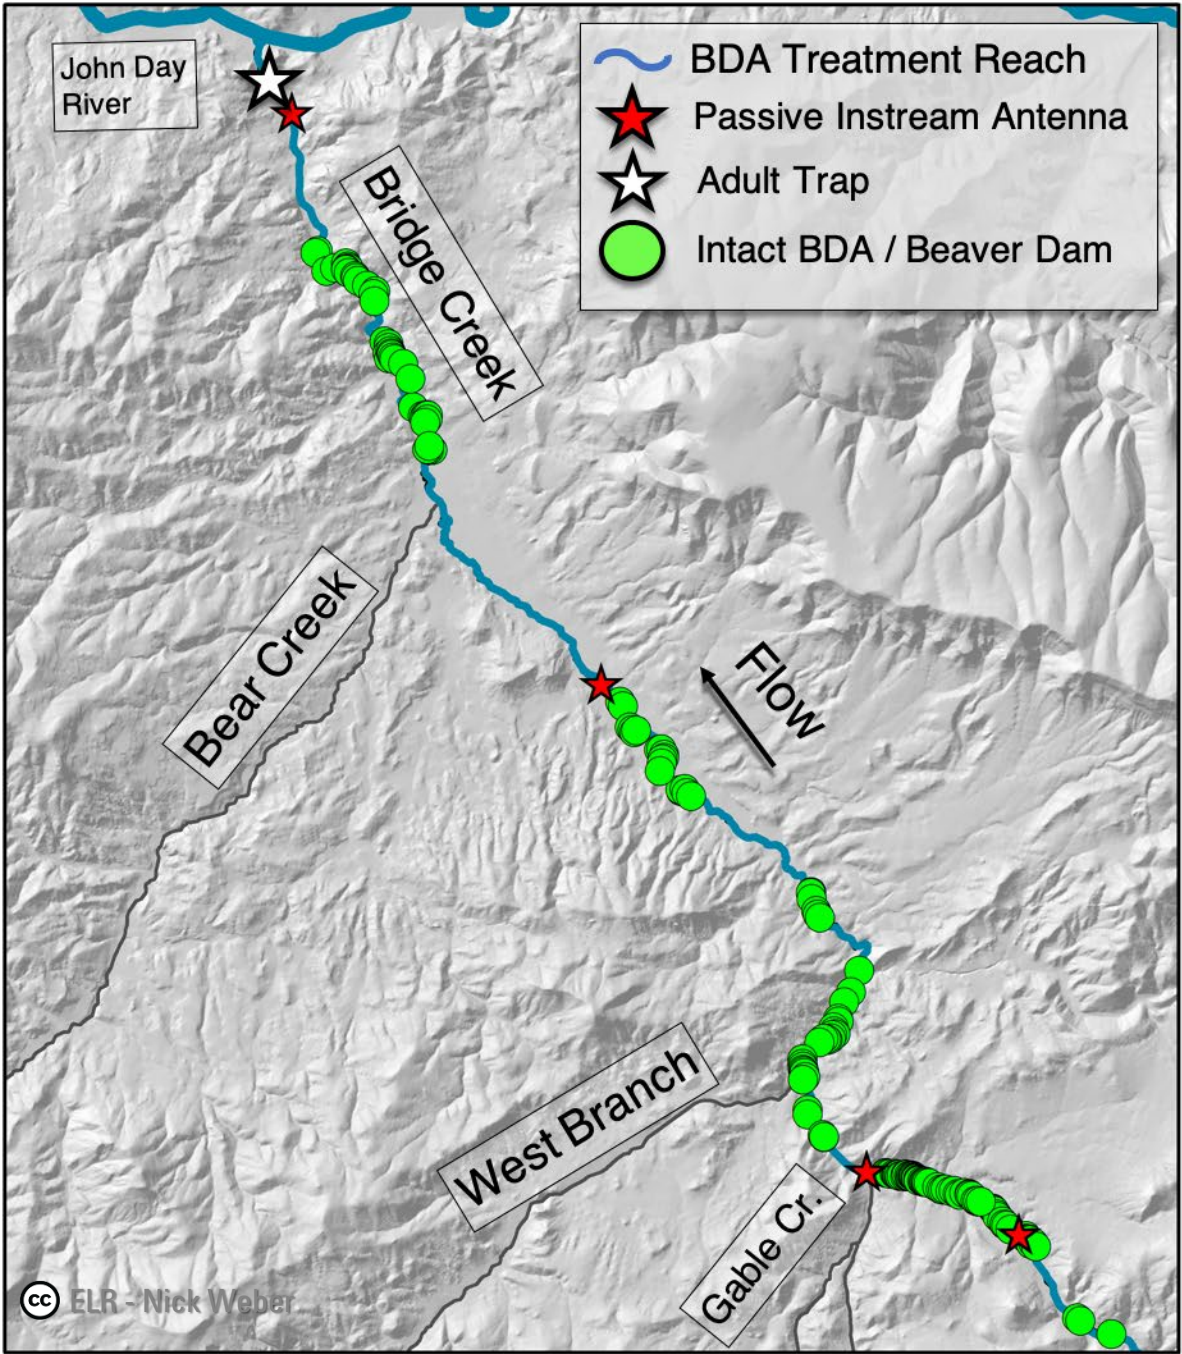 John Day
River
BDA Treatment Reach
Passive Instream Antenna
Adult Trap
Intact BDA / Beaver Dam
Bridge Creek
Bear Creek
Flow
West Branch
Gable Cr.
cc ELR - Nick Weber